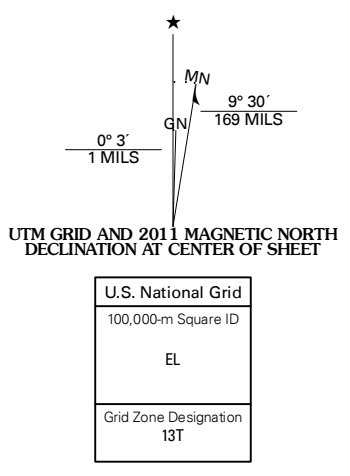 ★
MN
GN
9° 30´
169 MILS
0° 3´
1 MILS
UTM GRID AND 2011 MAGNETIC NORTH
DECLINATION AT CENTER OF SHEET
U.S. National Grid
100,000-m Square ID
EL
Grid Zone Designation
13T